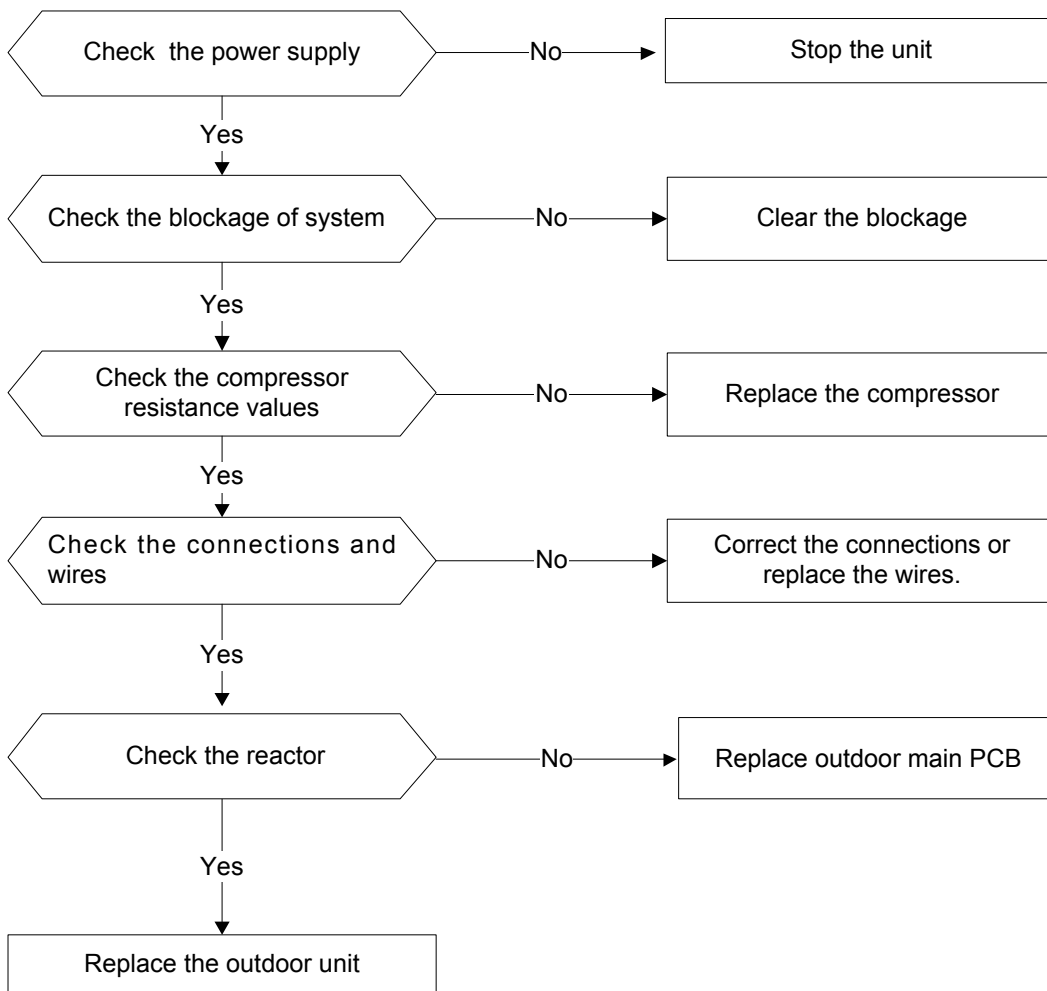 Check the power supply
No
Stop the unit
Yes
Check the blockage of system
No
Clear the blockage
Yes
Check the compressor
resistance values
No
Replace the compressor
Yes
Check the connections and
wires
No
Correct the connections or
replace the wires.
Yes
Check the reactor
No
Replace outdoor main PCB
Yes
Replace the outdoor unit